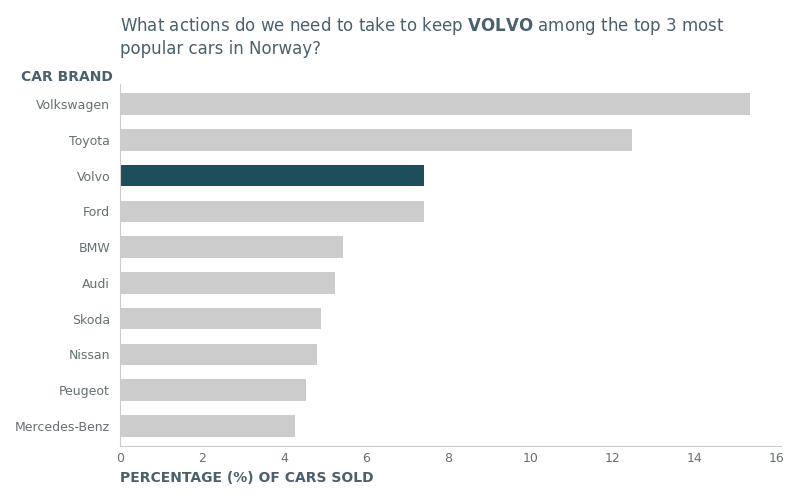 What actions do we need to take to keep VOLVO among the top 3 most
popular cars in Norway?
CAR BRAND
Volkswagen
Toyota
Volvo
Ford
BMW
Audi
Skoda
Nissan
Peugeot
Mercedes-Benz
0 2 4 6 8 10 12 14 16
PERCENTAGE (%) OF CARS SOLD